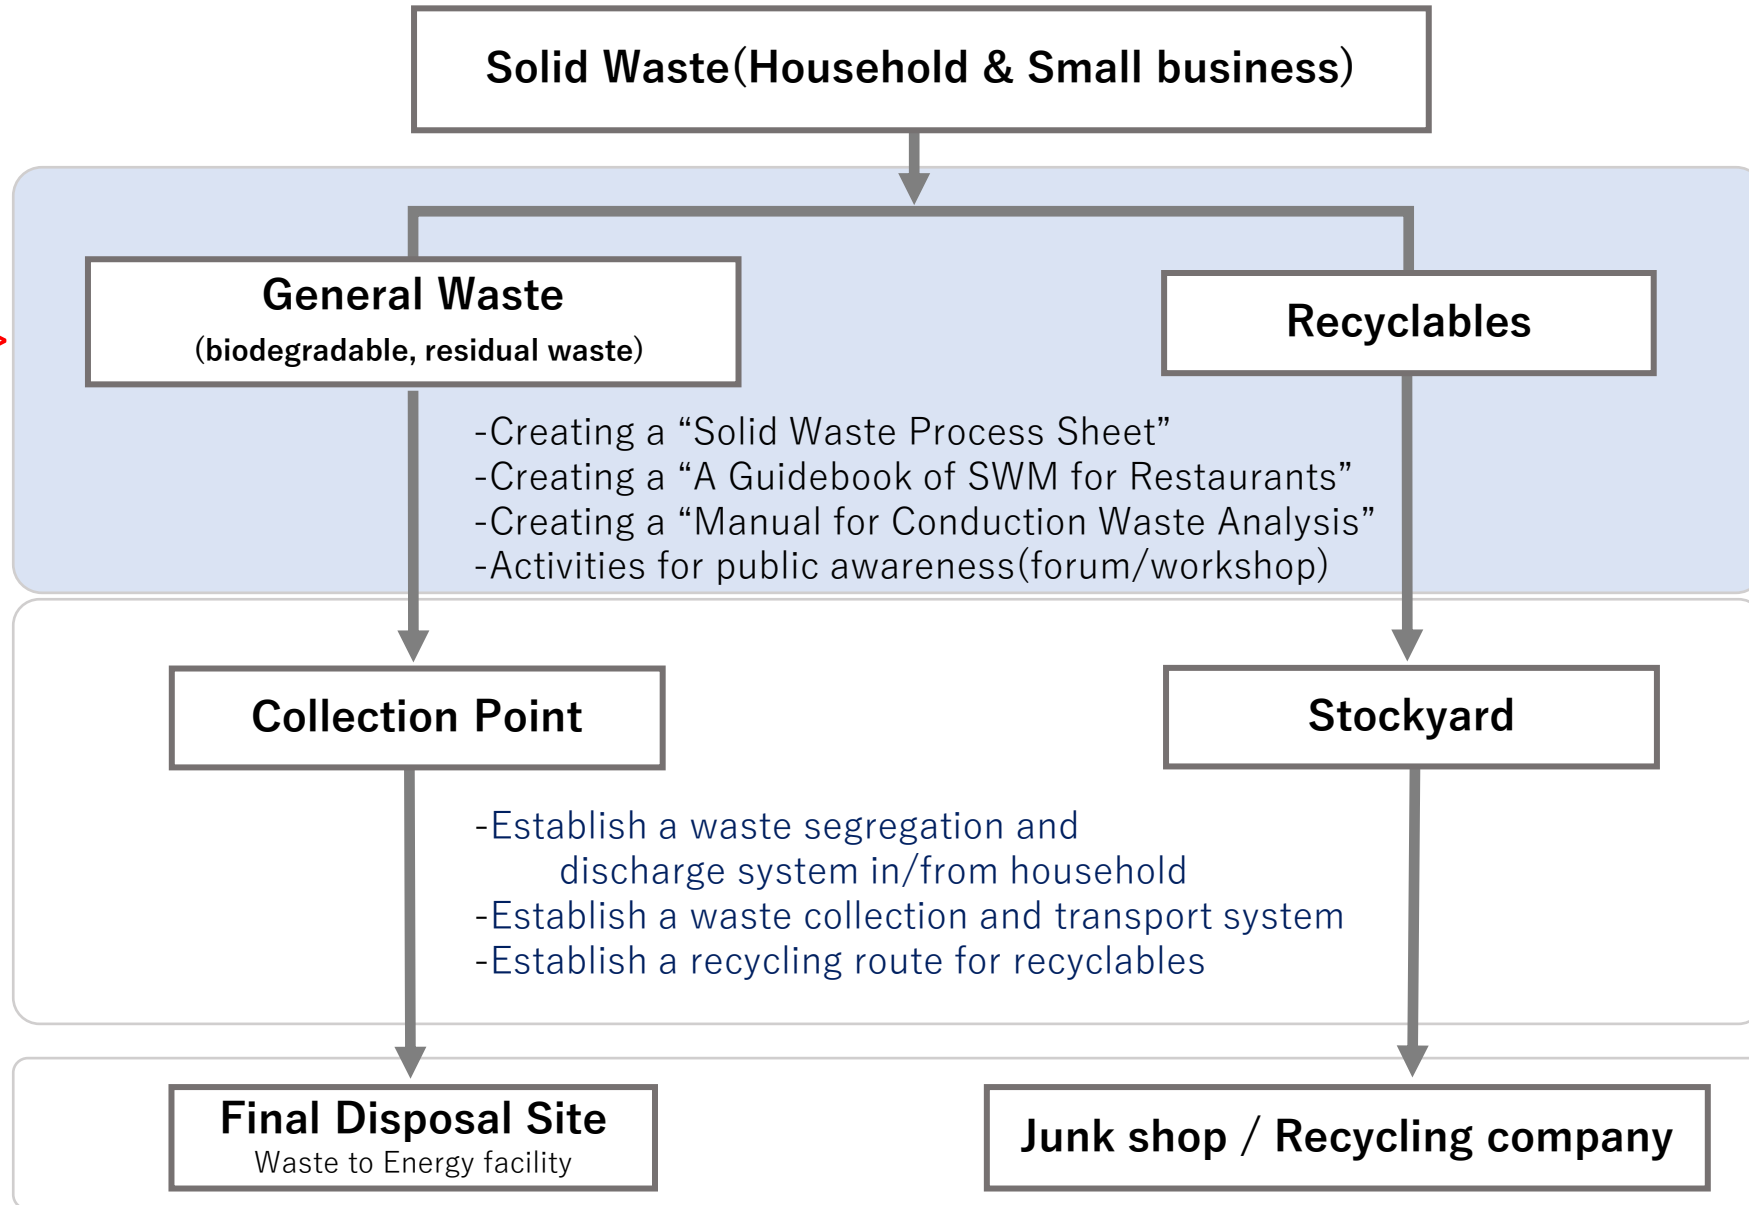 Solid Waste(Household & Small business)
General Waste
(biodegradable, residual waste)
Recyclables
>
-Creating a “Solid Waste Process Sheet”
-Creating a “A Guidebook of SWM for Restaurants”
-Creating a “Manual for Conduction Waste Analysis”
-Activities for public awareness(forum/workshop)
Collection Point
Stockyard
-Establish a waste segregation and
discharge system in/from household
-Establish a waste collection and transport system
-Establish a recycling route for recyclables
Final Disposal Site
Waste to Energy facility
Junk shop / Recycling company